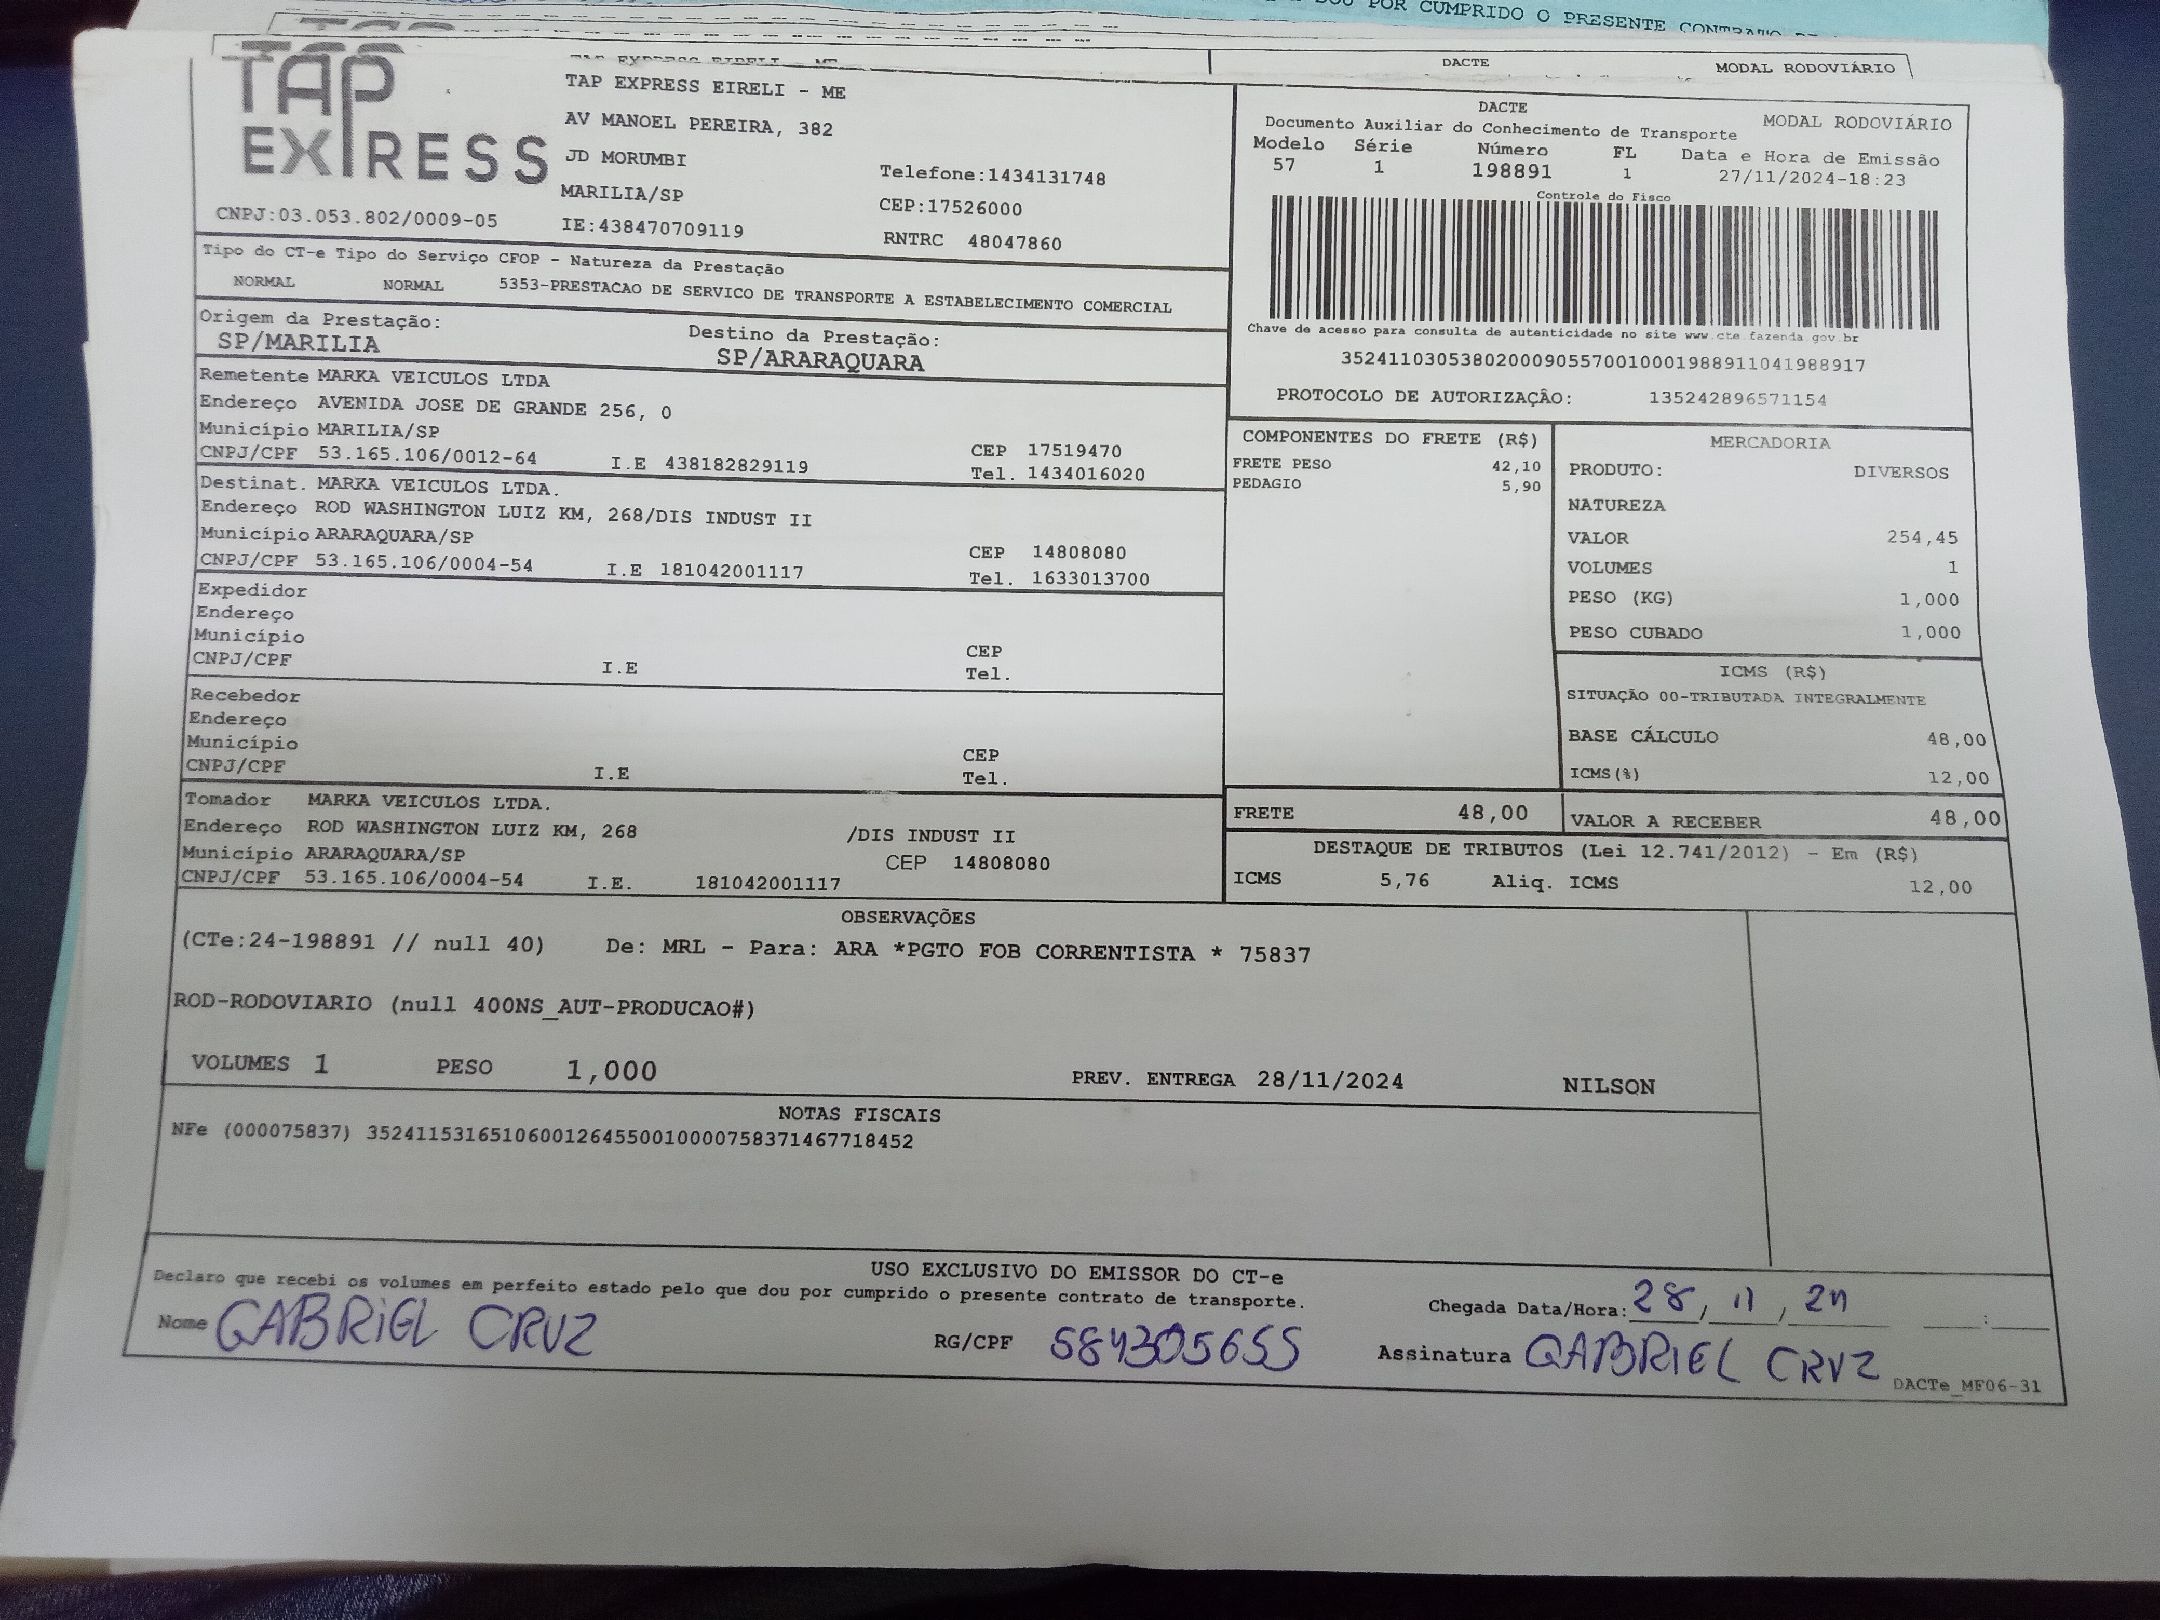 DOU POR CUMPRIDO O PRESENTE CONTRATO DE
TAP EXPRESS EIRELI - ME
DACTE
MODAL RODOVIÁRIO
TAP
EXPRESS
TAP EXPRESS EIRELI - ME
AV MANOEL PEREIRA, 382
JD MORUMBI
Telefone:1434131748
MARILIA/SP
CEP:17526000
CNPJ:03.053.802/0009-05
IE:438470709119
RNTRC 48047860
DACTE
MODAL RODOVIÁRIO
Documento Auxiliar do Conhecimento de Transporte
Modelo Série Número FL Data e Hora de Emissão
57 1 198891 1 27/11/2024-18:23
Controle do Fisco
Chave de acesso para consulta de autenticidade no site www.cte.fazenda.gov.br
35241103053802000905570010001988911041988917
PROTOCOLO DE AUTORIZAÇÃO: 135242896571154
Tipo do CT-e Tipo do Serviço CFOP - Natureza da Prestação
NORMAL NORMAL 5353-PRESTACAO DE SERVICO DE TRANSPORTE A ESTABELECIMENTO COMERCIAL
Origem da Prestação: Destino da Prestação:
SP/MARILIA SP/ARARAQUARA
Remetente MARKA VEICULOS LTDA
Endereço AVENIDA JOSE DE GRANDE 256, 0
Município MARILIA/SP CEP 17519470
CNPJ/CPF 53.165.106/0012-64 I.E 438182829119 Tel. 1434016020
Destinat. MARKA VEICULOS LTDA.
Endereço ROD WASHINGTON LUIZ KM, 268/DIS INDUST II
Município ARARAQUARA/SP CEP 14808080
CNPJ/CPF 53.165.106/0004-54 I.E 181042001117 Tel. 1633013700
Expedidor
Endereço
Município CEP
CNPJ/CPF I.E Tel.
Recebedor
Endereço
Município CEP
CNPJ/CPF I.E Tel.
Tomador MARKA VEICULOS LTDA.
Endereço ROD WASHINGTON LUIZ KM, 268 /DIS INDUST II
Município ARARAQUARA/SP CEP 14808080
CNPJ/CPF 53.165.106/0004-54 I.E. 181042001117
COMPONENTES DO FRETE (R$)
FRETE PESO 42,10
PEDAGIO 5,90
MERCADORIA
PRODUTO: DIVERSOS
NATUREZA
VALOR 254,45
VOLUMES 1
PESO (KG) 1,000
PESO CUBADO 1,000
ICMS (R$)
SITUAÇÃO 00-TRIBUTADA INTEGRALMENTE
BASE CÁLCULO 48,00
ICMS(%) 12,00
FRETE 48,00 VALOR A RECEBER 48,00
DESTAQUE DE TRIBUTOS (Lei 12.741/2012) - Em (R$)
ICMS 5,76 Aliq. ICMS 12,00
OBSERVAÇÕES
(CTe:24-198891 // null 40) De: MRL - Para: ARA *PGTO FOB CORRENTISTA * 75837
ROD-RODOVIARIO (null 400NS_AUT-PRODUCAO#)
VOLUMES 1 PESO 1,000 PREV. ENTREGA 28/11/2024 NILSON
NOTAS FISCAIS
NFe (000075837) 35241153165106001264550010000758371467718452
USO EXCLUSIVO DO EMISSOR DO CT-e
Declaro que recebi os volumes em perfeito estado pelo que dou por cumprido o presente contrato de transporte.
Chegada Data/Hora: 28, 11, 24 :
Nome GABRIEL CRUZ RG/CPF 584305655 Assinatura GABRIEL CRUZ
DACTe_MF06-31